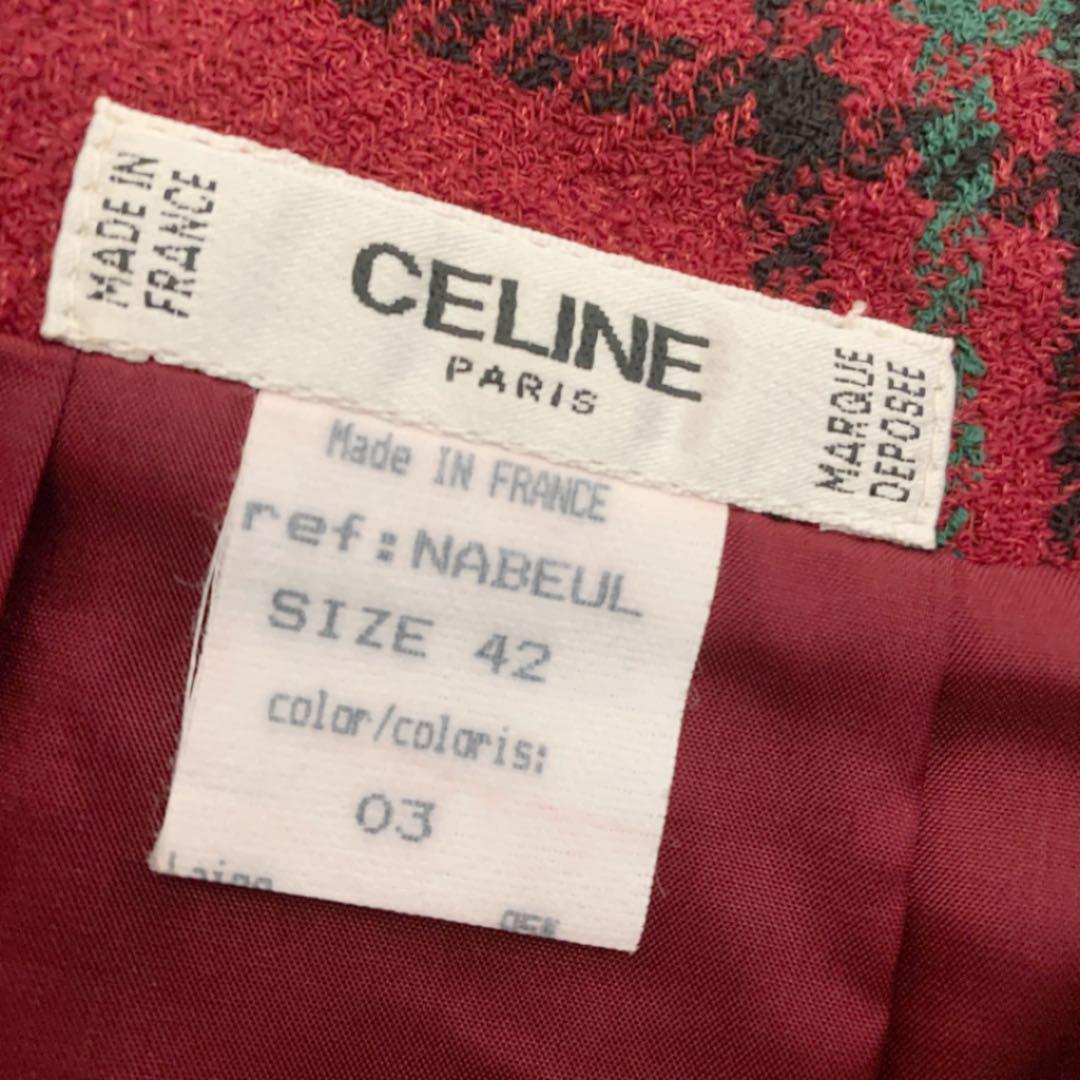 MADE IN
FRANCE
CELINE
PARIS
MARQUE
DEPOSEE
Made IN FRANCE
ref:NABEUL
SIZE 42
color/coloris:
03